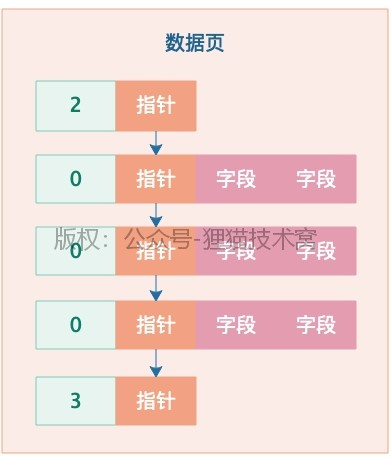 数据页
2 指针
0 指针 字段 字段
0 指针 字段 字段
版权：公众号-狸猫技术窝
0 指针 字段 字段
3 指针